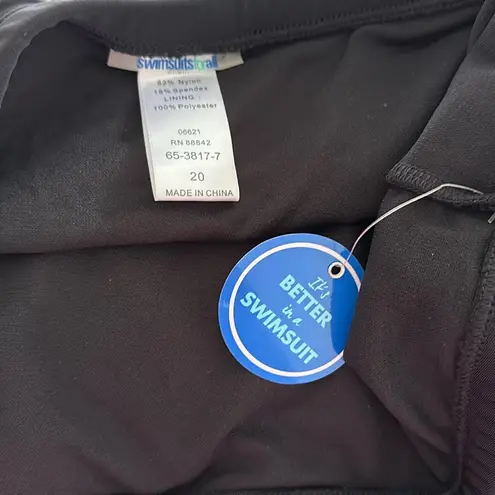 swimsuitsforall
82% Nylon
18% Spandex
LINING:
100% Polyester
06621
RN 88842
65-3817-7
20
MADE IN CHINA
It's
BETTER
in a
SWIMSUIT